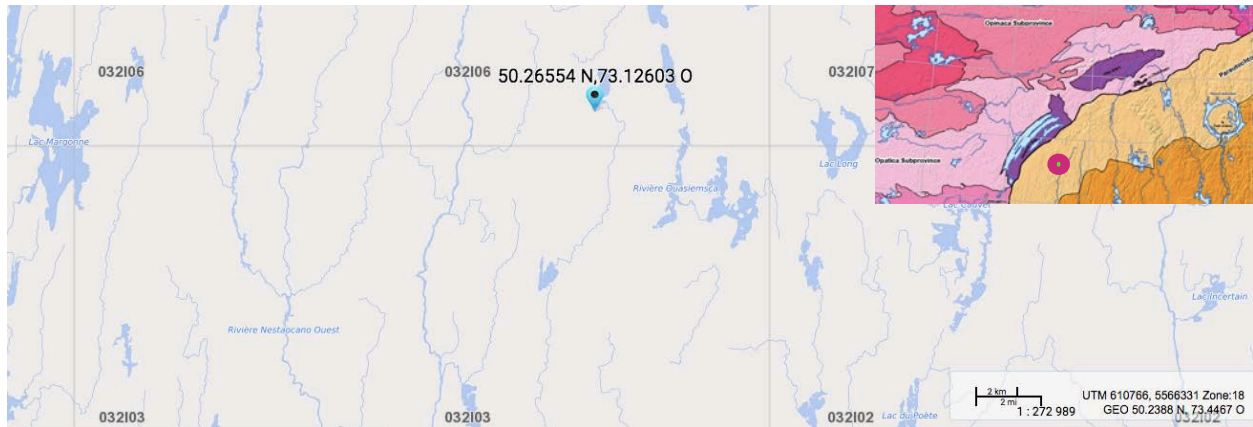 Opinaca Subprovince
Parautochto
Opatica Subprovince
032I06
032I06
032I07
50.26554 N,73.12603 O
Lac Margonne
Lac Long
Rivière Ouasiemsca
Rivière Nestaocano Ouest
Lac Incertain
Lac du Poète
2 km
2 mi
1 : 272 989
UTM 610766, 5566331 Zone:18
GEO 50.2388 N, 73.4467 O
032I03
032I03
032I02
032I02